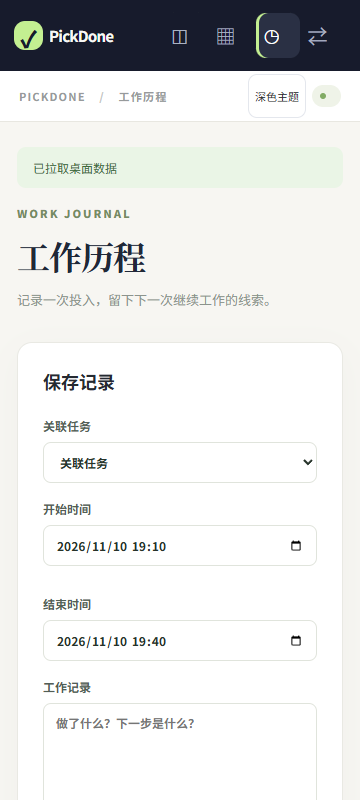 PickDone
PICKDONE / 工作历程
深色主题
已拉取桌面数据
WORK JOURNAL
工作历程
记录一次投入，留下下一次继续工作的线索。
保存记录
关联任务
关联任务
开始时间
2026/11/10 19:10
结束时间
2026/11/10 19:40
工作记录
做了什么？下一步是什么？